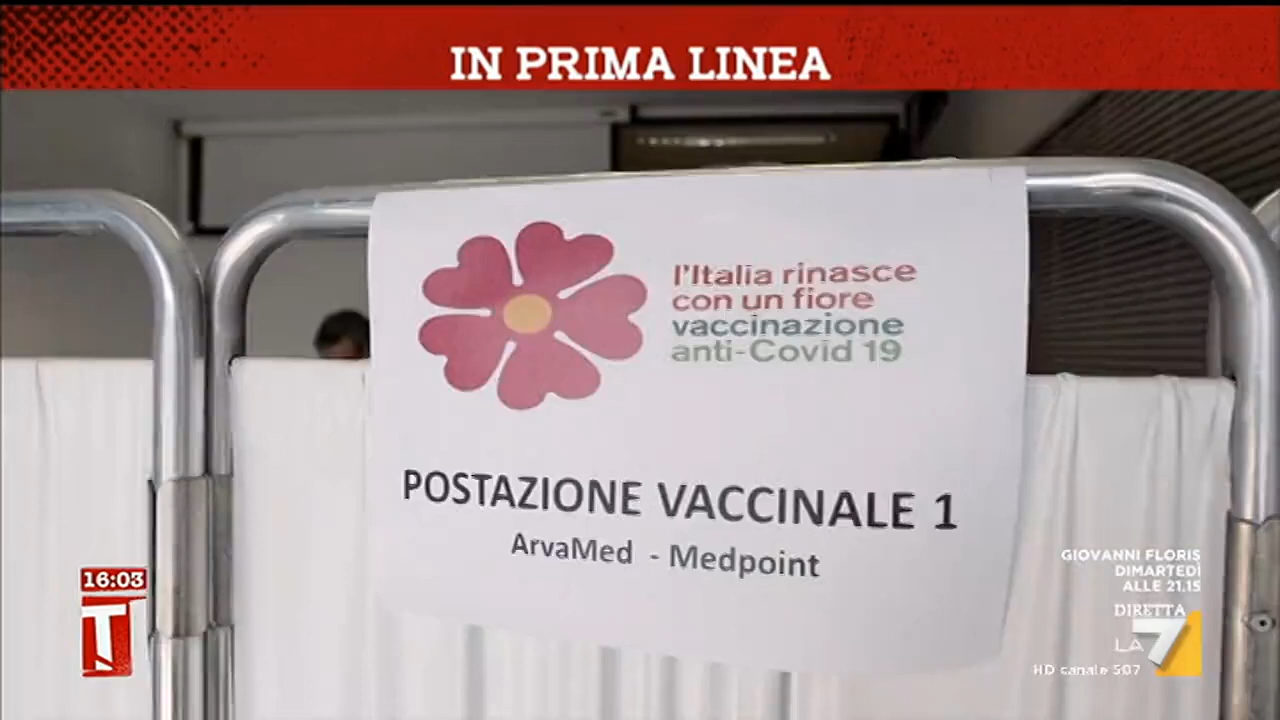 IN PRIMA LINEA
l'Italia rinasce
con un fiore
vaccinazione
anti-Covid 19
POSTAZIONE VACCINALE 1
ArvaMed - Medpoint
16:03
T
GIOVANNI FLORIS
DIMARTEDÌ
ALLE 21.15
DIRETTA
LA7
HD canale 507